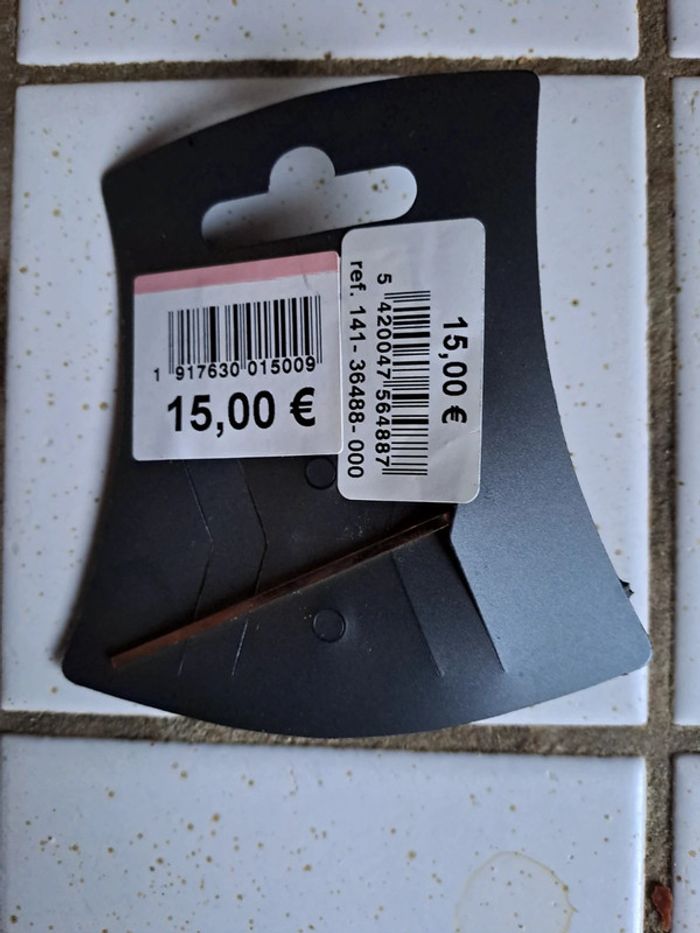 1 917630 015009
15,00 €
15,00 €
5 420047 564887
ref. 141- 36488- 000